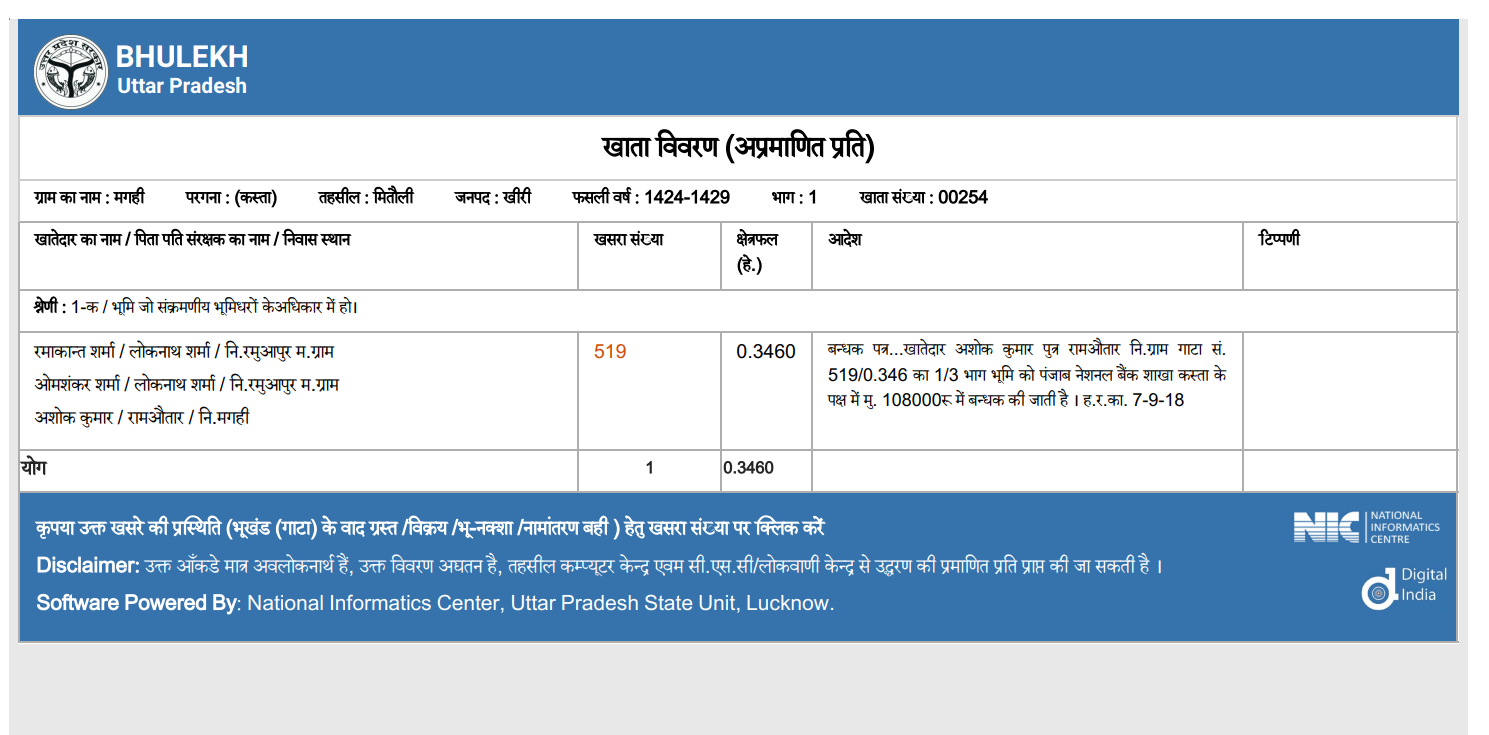 उत्तर प्रदेश सरकार
BHULEKH
Uttar Pradesh
खाता विवरण (अप्रमाणित प्रति)
ग्राम का नाम : मगही परगना : (कस्ता) तहसील : मितौली जनपद : खीरी फसली वर्ष : 1424-1429 भाग : 1 खाता संख्या : 00254
खातेदार का नाम / पिता पति संरक्षक का नाम / निवास स्थान खसरा संख्या क्षेत्रफल (हे.) आदेश टिप्पणी
श्रेणी : 1-क / भूमि जो संक्रमणीय भूमिधरों केअधिकार में हो।
रमाकान्त शर्मा / लोकनाथ शर्मा / नि.रमुआपुर म.ग्राम
ओमशंकर शर्मा / लोकनाथ शर्मा / नि.रमुआपुर म.ग्राम
अशोक कुमार / रामऔतार / नि.मगही
519
0.3460
बन्धक पत्र...खातेदार अशोक कुमार पुत्र रामऔतार नि.ग्राम गाटा सं.
519/0.346 का 1/3 भाग भूमि को पंजाब नेशनल बैंक शाखा कस्ता के
पक्ष में मु. 108000रू में बन्धक की जाती है । ह.र.का. 7-9-18
योग 1 0.3460
कृपया उक्त खसरे की प्रस्थिति (भूखंड (गाटा) के वाद ग्रस्त /विक्रय /भू-नक्शा /नामांतरण बही ) हेतु खसरा संख्या पर क्लिक करें
Disclaimer: उक्त आँकडे मात्र अवलोकनार्थ हैं, उक्त विवरण अघतन है, तहसील कम्प्यूटर केन्द्र एवम सी.एस.सी/लोकवाणी केन्द्र से उद्धरण की प्रमाणित प्रति प्राप्त की जा सकती है ।
Software Powered By: National Informatics Center, Uttar Pradesh State Unit, Lucknow.
NIC NATIONAL
INFORMATICS
CENTRE
Digital
India